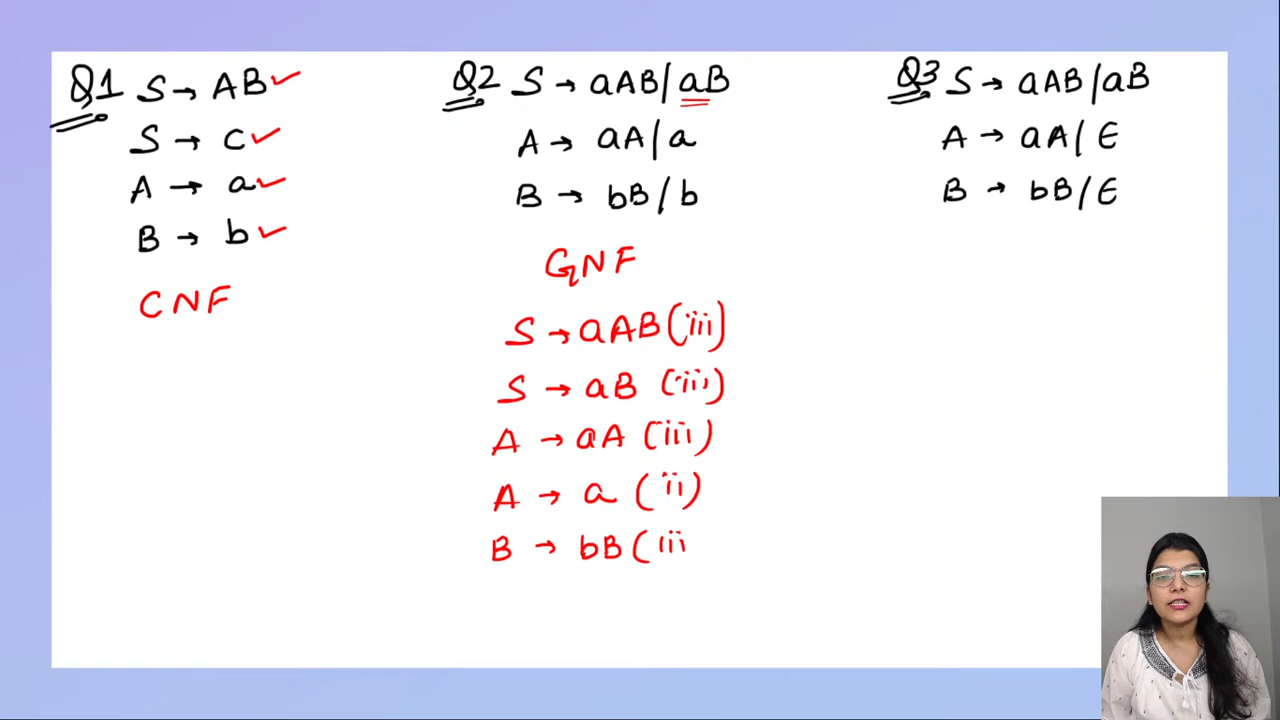 Q1 S → AB ✓
S → c ✓
A → a ✓
B → b ✓
CNF
Q2 S → aAB/aB
A → aA/a
B → bB/b
GNF
S → aAB (iii)
S → aB (iii)
A → aA (iii)
A → a (ii)
B → bB (iii
Q3 S → aAB/aB
A → aA/ϵ
B → bB/ϵ